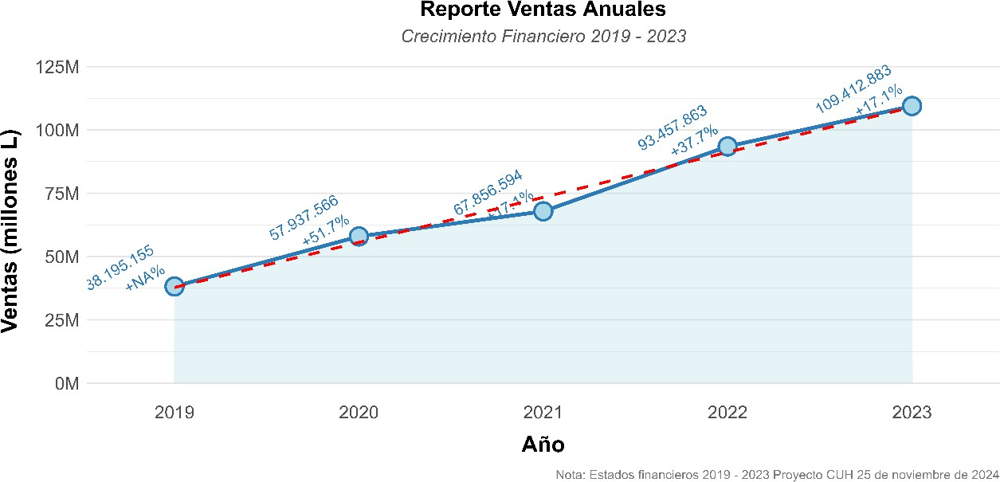 Reporte Ventas Anuales
Crecimiento Financiero 2019 - 2023
Ventas (millones L)
125M
100M
75M
50M
25M
0M
38.195.155
+NA%
57.937.566
+51.7%
67.856.594
+17.1%
93.457.863
+37.7%
109.412.883
+17.1%
2019
2020
2021
2022
2023
Año
Nota: Estados financieros 2019 - 2023 Proyecto CUH 25 de noviembre de 2024